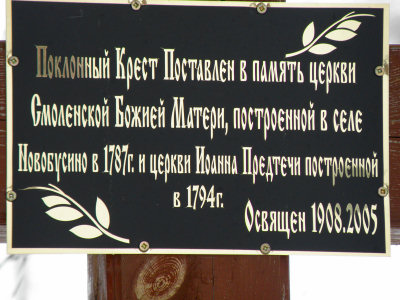 Поклонный Крест Поставлен в память церкви
Смоленской Божией Матери, построенной в селе
Новобусино в 1787г. и церкви Иоанна Предтечи построенной
в 1794г.
Освящен 1908.2005